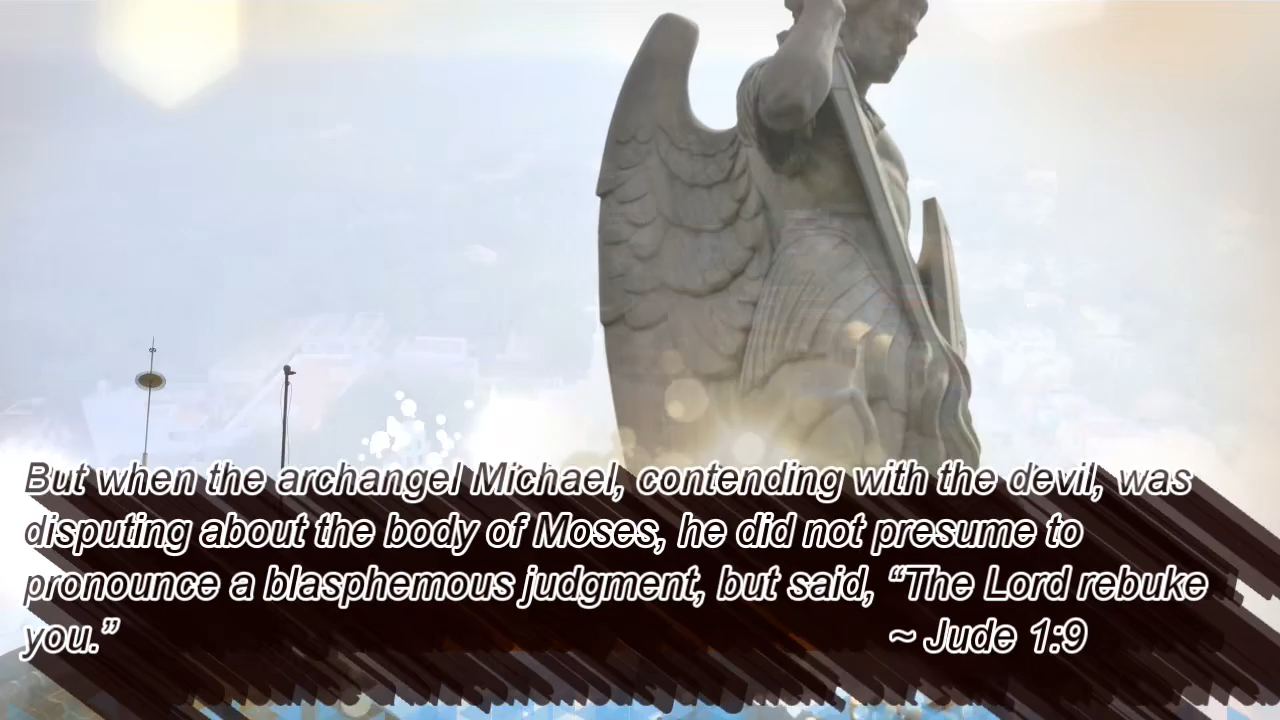 But when the archangel Michael, contending with the devil, was
disputing about the body of Moses, he did not presume to
pronounce a blasphemous judgment, but said, “The Lord rebuke
you.” ~ Jude 1:9